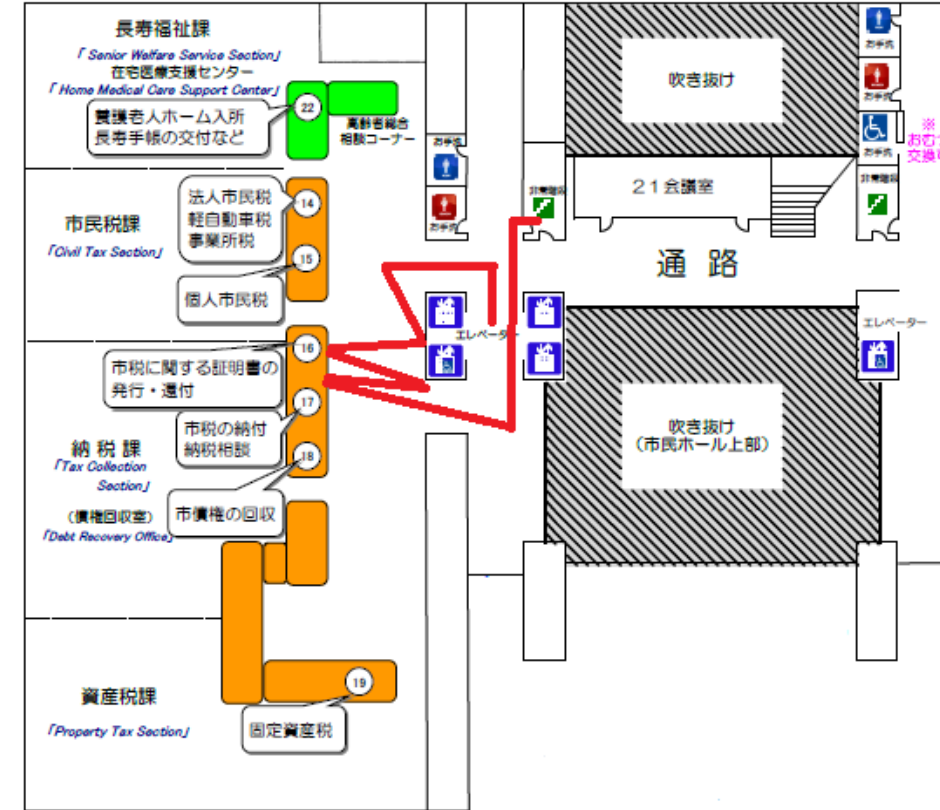 長寿福祉課
「Senior Welfare Service Section」
在宅医療支援センター
「Home Medical Care Support Center」
22
養護老人ホーム入所
長寿手帳の交付など
高齢者総合
相談コーナー
市民税課
「Civil Tax Section」
14
法人市民税
軽自動車税
事業所税
15
個人市民税
16
市税に関する証明書の
発行・還付
17
市税の納付
納税相談
18
市債権の回収
納税課
「Tax Collection
Section」
(債権回収室)
「Debt Recovery Office」
資産税課
「Property Tax Section」
19
固定資産税
お手洗
お手洗
非常階段
エレベーター
吹き抜け
21会議室
通路
吹き抜け
(市民ホール上部)
お手洗
お手洗
お手洗
非常階段
エレベーター
※
おむつ
交換